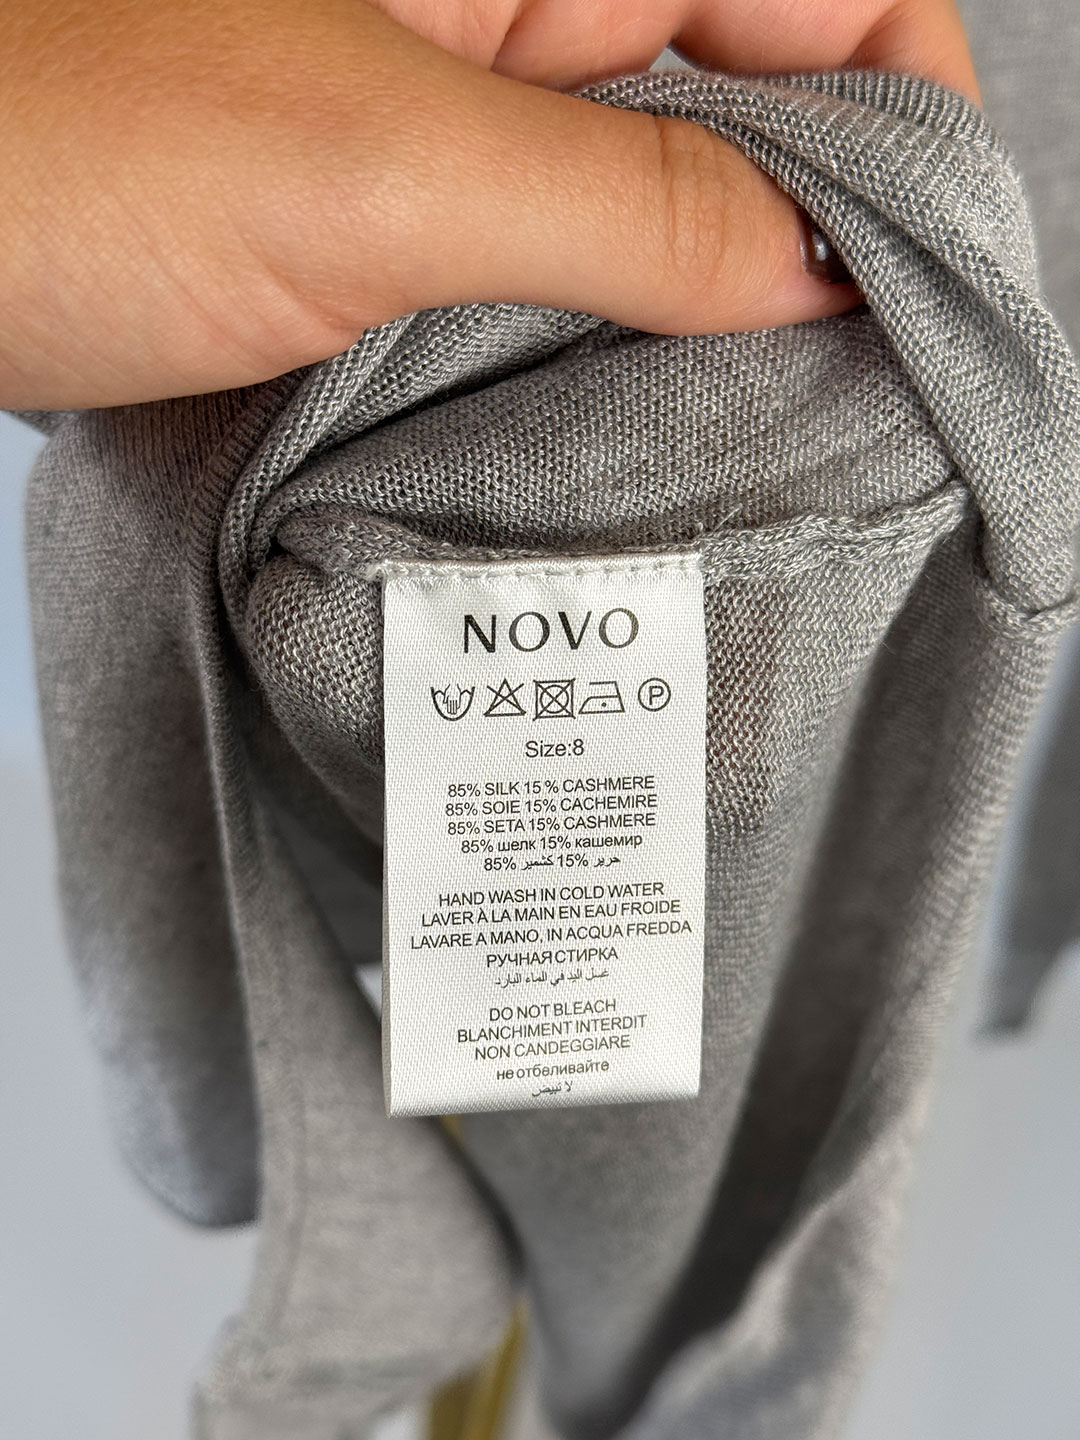 NOVO
P
Size:8
85% SILK 15% CASHMERE
85% SOIE 15% CACHEMIRE
85% SETA 15% CASHMERE
85% шелк 15% кашемир
85% حرير 15% كشمير
HAND WASH IN COLD WATER
LAVER À LA MAIN EN EAU FROIDE
LAVARE A MANO, IN ACQUA FREDDA
РУЧНАЯ СТИРКА
غسل اليد في الماء البارد
DO NOT BLEACH
BLANCHIMENT INTERDIT
NON CANDEGGIARE
не отбеливайте
لا تبيض